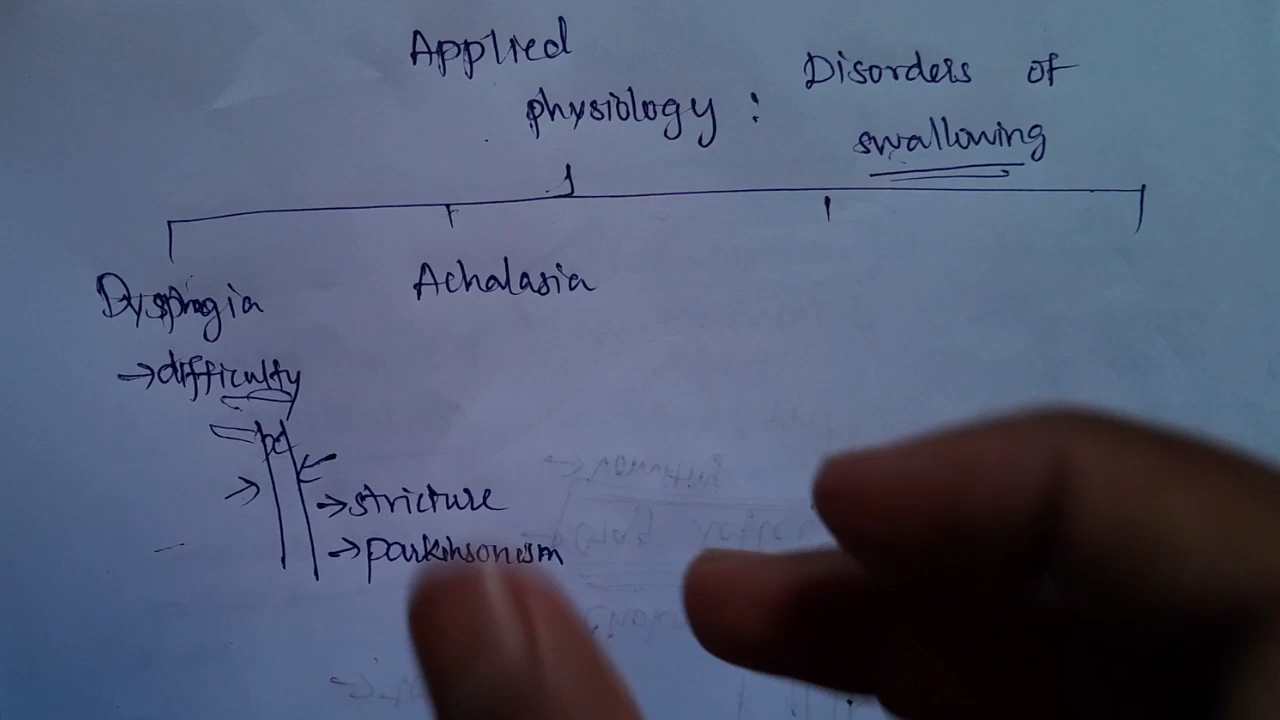 Applied
physiology :
Disorders of
swallowing
Dysphagia
→difficulty
→stricture
→parkinsonism
Achalasia